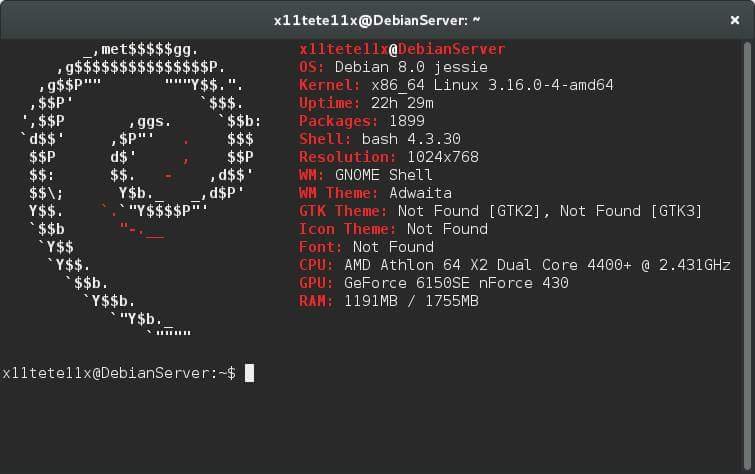 x11tete11x@DebianServer: ~
         _,met$$$$$gg.           x11tete11x@DebianServer
      ,g$$$$$$$$$$$$$$$P.        OS: Debian 8.0 jessie
    ,g$$P""       """Y$$.".      Kernel: x86_64 Linux 3.16.0-4-amd64
   ,$$P'              `$$$.      Uptime: 22h 29m
  ',$$P       ,ggs.     `$$b:    Packages: 1899
  `d$$'     ,$P"'   .    $$$     Shell: bash 4.3.30
   $$P      d$'     ,    $$P     Resolution: 1024x768
   $$:      $$.   -    ,d$$'     WM: GNOME Shell
   $$\;      Y$b._   _,d$P'      WM Theme: Adwaita
   Y$$.    `.`"Y$$$$P"'          GTK Theme: Not Found [GTK2], Not Found [GTK3]
   `$$b      "-.__               Icon Theme: Not Found
    `Y$$                         Font: Not Found
     `Y$$.                       CPU: AMD Athlon 64 X2 Dual Core 4400+ @ 2.431GHz
       `$$b.                     GPU: GeForce 6150SE nForce 430
         `Y$$b.                  RAM: 1191MB / 1755MB
            `"Y$b._
                `""""
x11tete11x@DebianServer:~$